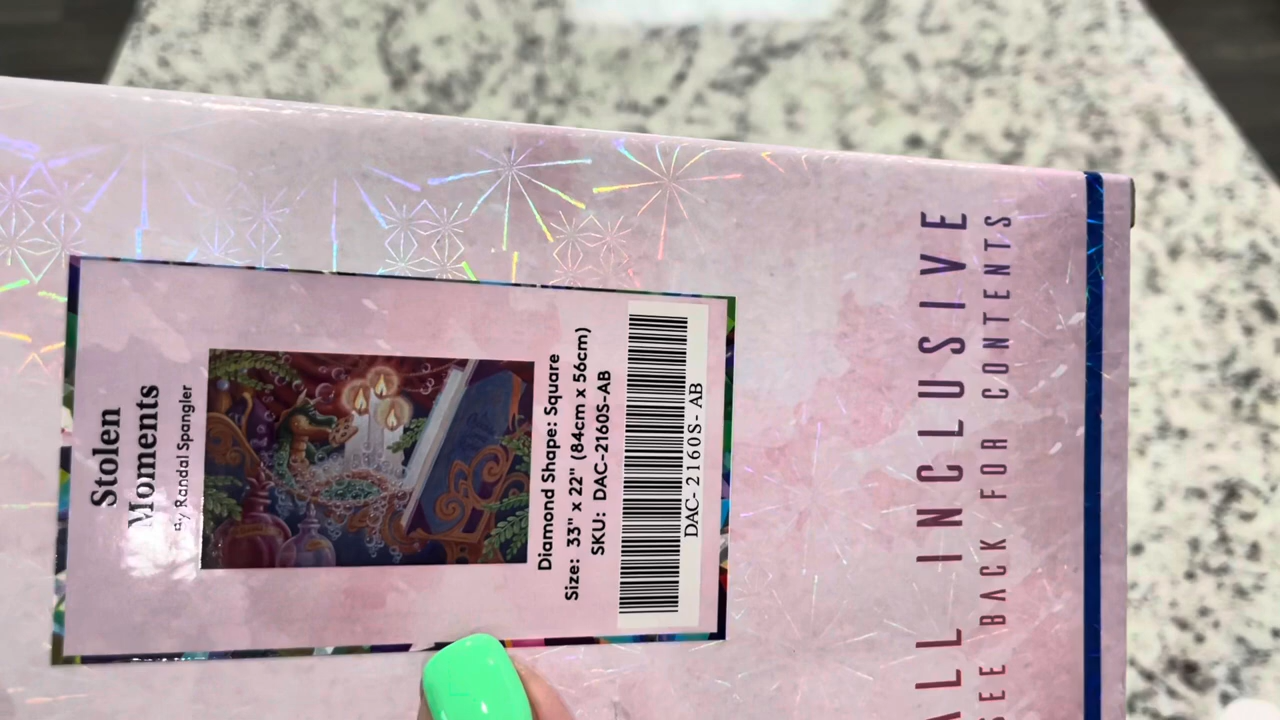 Stolen
Moments
By Randal Spangler
Diamond Shape: Square
Size: 33" x 22" (84cm x 56cm)
SKU: DAC-2160S-AB
DAC- 2160S- AB
ALL INCLUSIVE
SEE BACK FOR CONTENTS